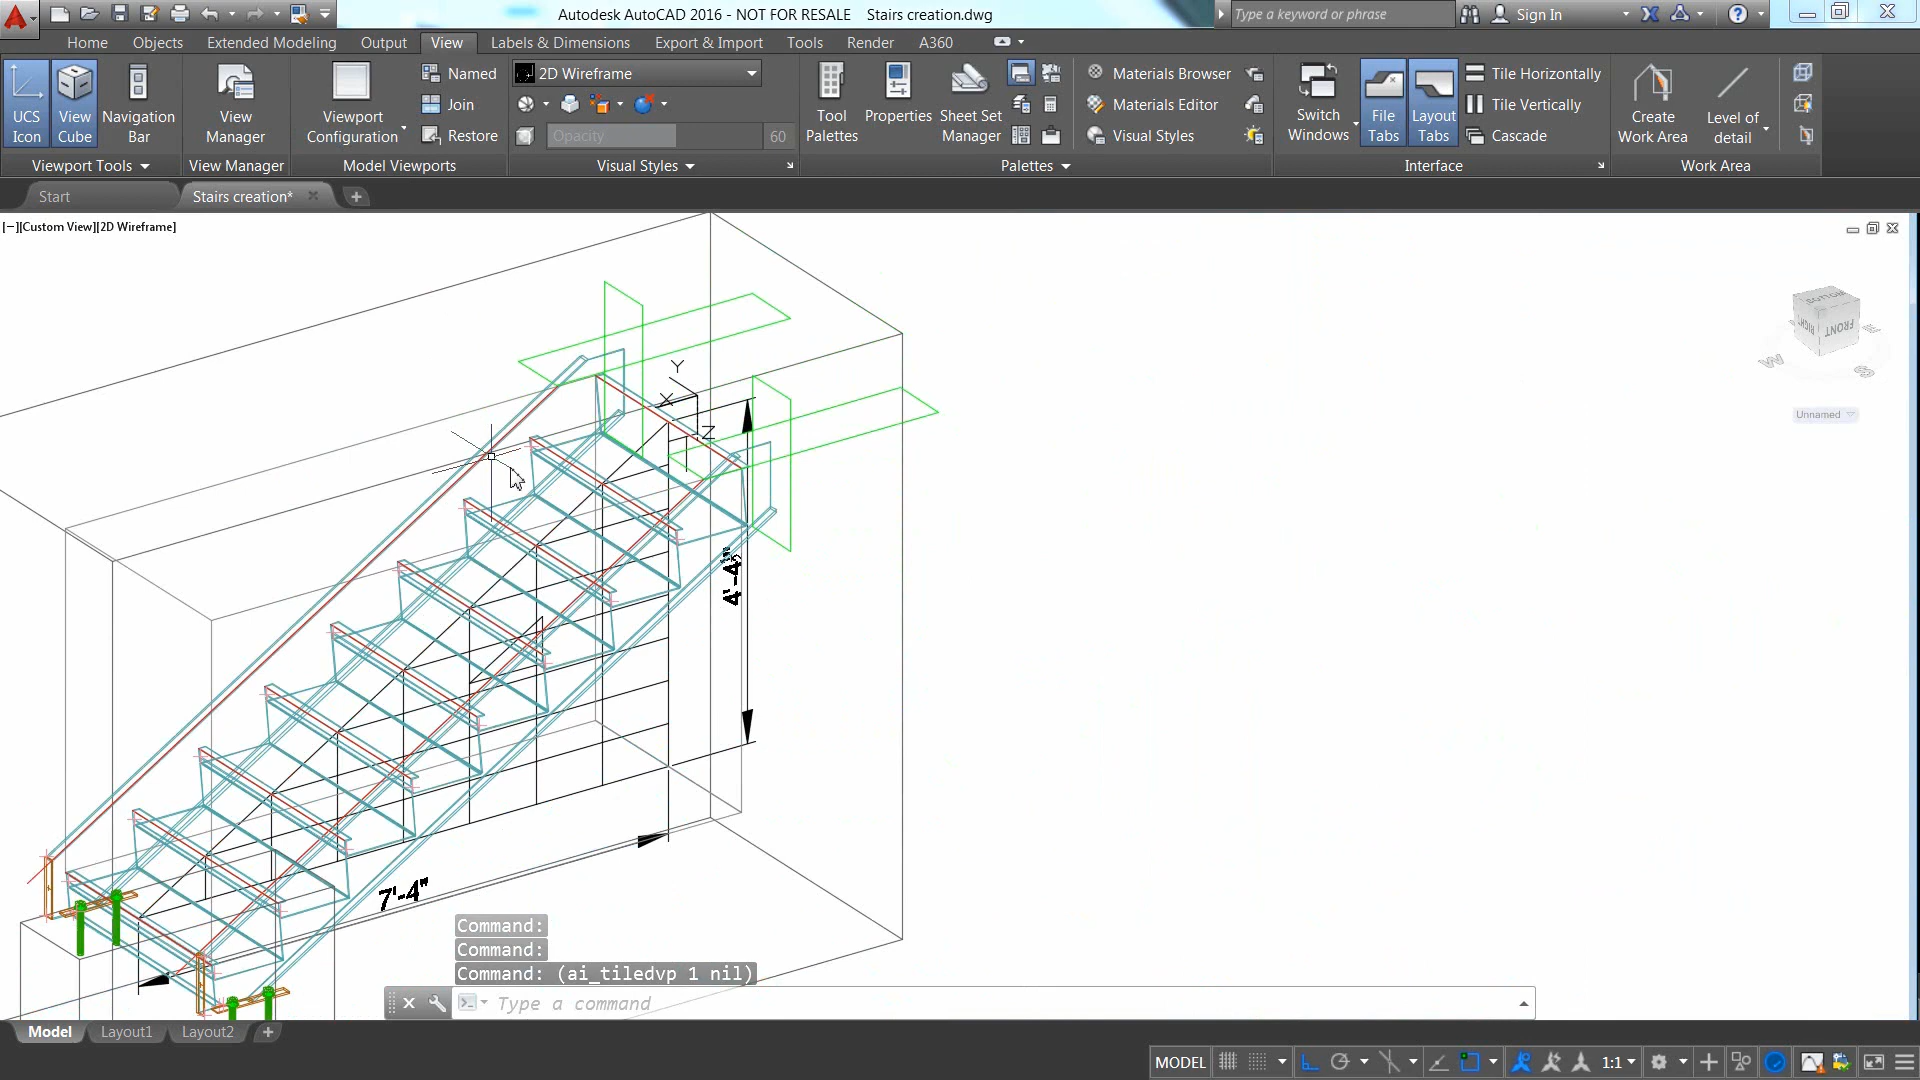 Autodesk AutoCAD 2016 - NOT FOR RESALE Stairs creation.dwg
Type a keyword or phrase
Sign In
Home Objects Extended Modeling Output View Labels & Dimensions Export & Import Tools Render A360
UCS Icon
View Cube
Navigation Bar
Viewport Tools
View Manager
View Manager
Viewport Configuration
Named
Join
Restore
Model Viewports
2D Wireframe
Opacity 60
Visual Styles
Tool Palettes
Properties
Sheet Set Manager
Palettes
Materials Browser
Materials Editor
Visual Styles
Switch Windows
File Tabs
Layout Tabs
Tile Horizontally
Tile Vertically
Cascade
Interface
Create Work Area
Level of detail
Work Area
Start
Stairs creation*
[−][Custom View][2D Wireframe]
BOTTOM
RIGHT
FRONT
W
S
E
Unnamed
Y
X
Z
7'-4"
Command:
Command:
Command: (ai_tiledvp 1 nil)
Type a command
Model Layout1 Layout2
MODEL
1:1